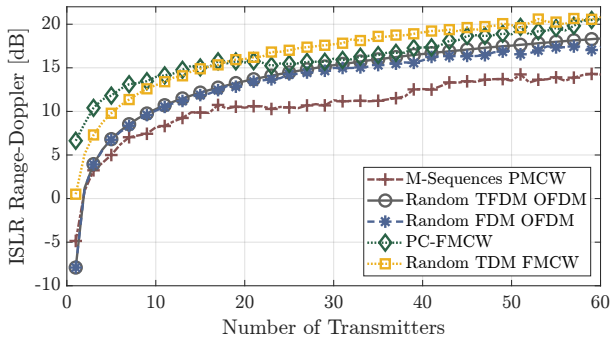 ISLR Range-Doppler [dB]
20
15
10
5
0
-5
-10
M-Sequences PMCW
Random TFDM OFDM
Random FDM OFDM
PC-FMCW
Random TDM FMCW
0 10 20 30 40 50 60
Number of Transmitters